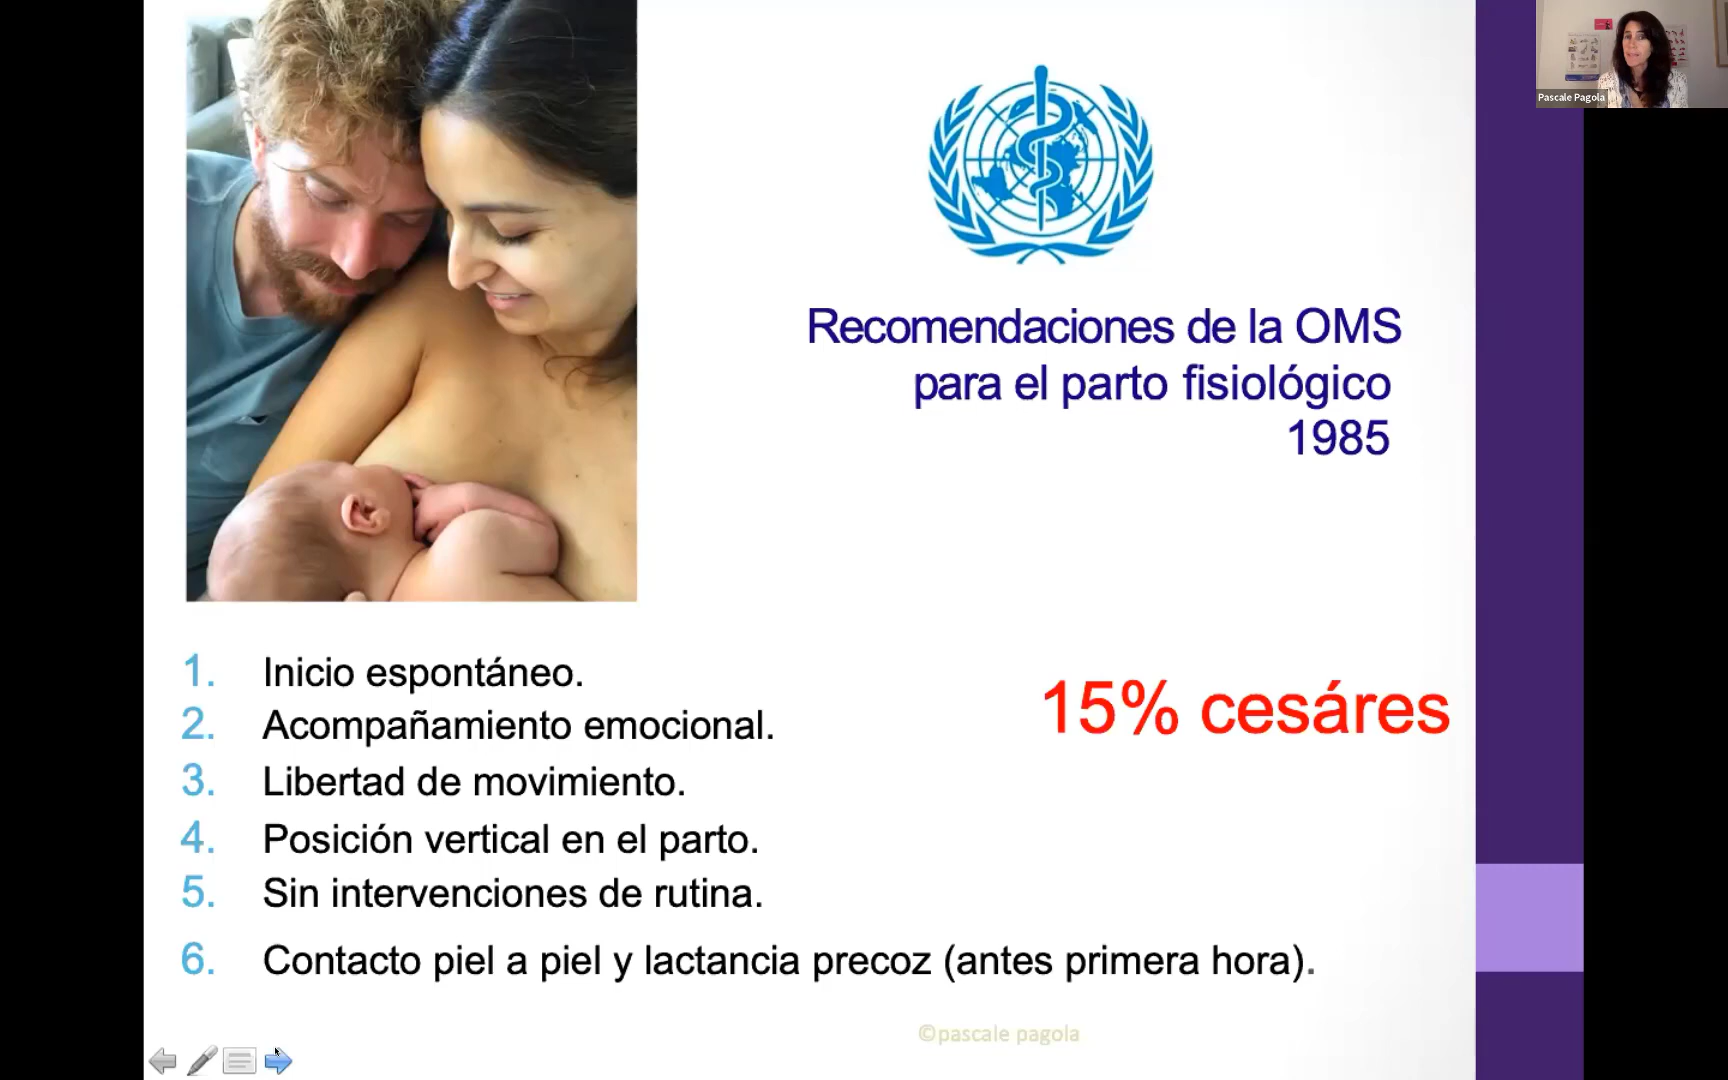 Pascale Pagola
Recomendaciones de la OMS
para el parto fisiológico
1985
1. Inicio espontáneo.
2. Acompañamiento emocional.
3. Libertad de movimiento.
4. Posición vertical en el parto.
5. Sin intervenciones de rutina.
6. Contacto piel a piel y lactancia precoz (antes primera hora).
15% cesáres
©pascale pagola